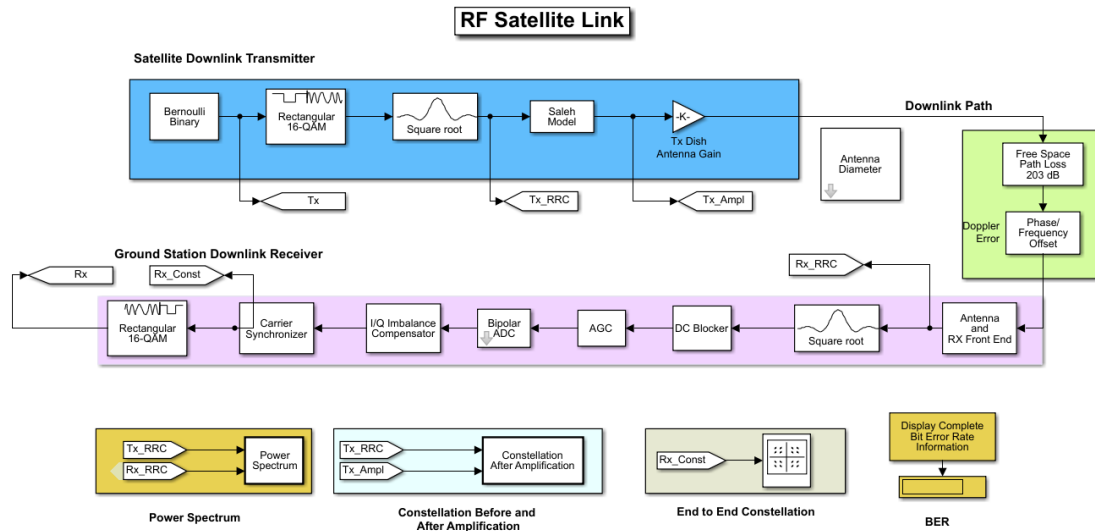 RF Satellite Link
Satellite Downlink Transmitter
Bernoulli
Binary
Rectangular
16-QAM
Square root
Saleh
Model
-K-
Tx Dish
Antenna Gain
Tx
Tx_RRC
Tx_Ampl
Antenna
Diameter
Downlink Path
Free Space
Path Loss
203 dB
Doppler
Error
Phase/
Frequency
Offset
Ground Station Downlink Receiver
Rx
Rx_Const
Rx_RRC
Rectangular
16-QAM
Carrier
Synchronizer
I/Q Imbalance
Compensator
Bipolar
ADC
AGC
DC Blocker
Square root
Antenna
and
RX Front End
Tx_RRC
Rx_RRC
Power
Spectrum
Power Spectrum
Tx_RRC
Tx_Ampl
Constellation
After Amplification
Constellation Before and
After Amplification
Rx_Const
End to End Constellation
Display Complete
Bit Error Rate
Information
BER